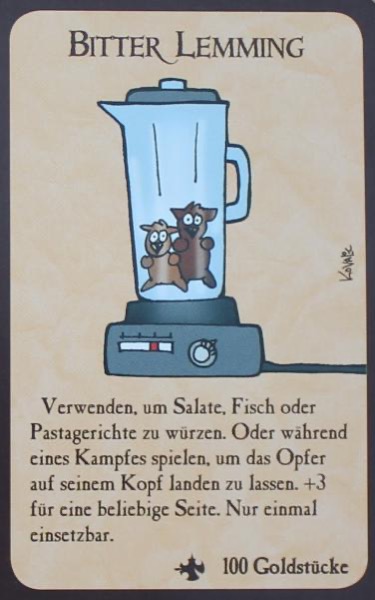 Bitter Lemming
Kovalic
Verwenden, um Salate, Fisch oder
Pastagerichte zu würzen. Oder während
eines Kampfes spielen, um das Opfer
auf seinem Kopf landen zu lassen. +3
für eine beliebige Seite. Nur einmal
einsetzbar.
100 Goldstücke